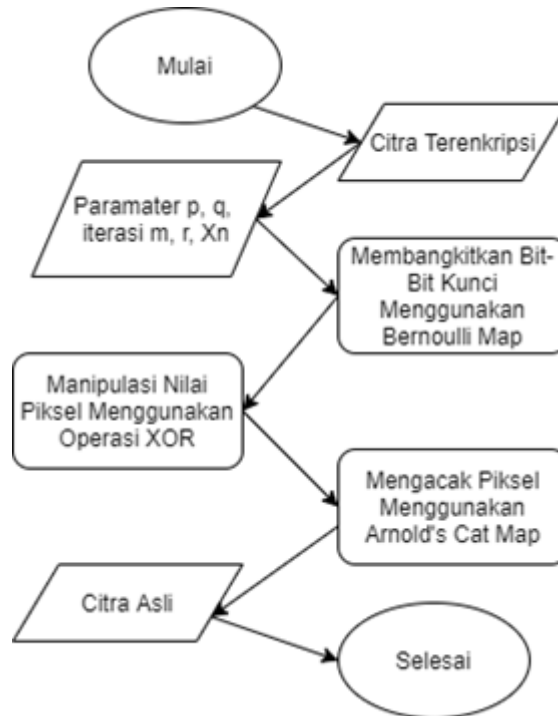 Mulai
Citra Terenkripsi
Paramater p, q,
iterasi m, r, Xn
Membangkitkan Bit-
Bit Kunci
Menggunakan
Bernoulli Map
Manipulasi Nilai
Piksel Menggunakan
Operasi XOR
Mengacak Piksel
Menggunakan
Arnold's Cat Map
Citra Asli
Selesai